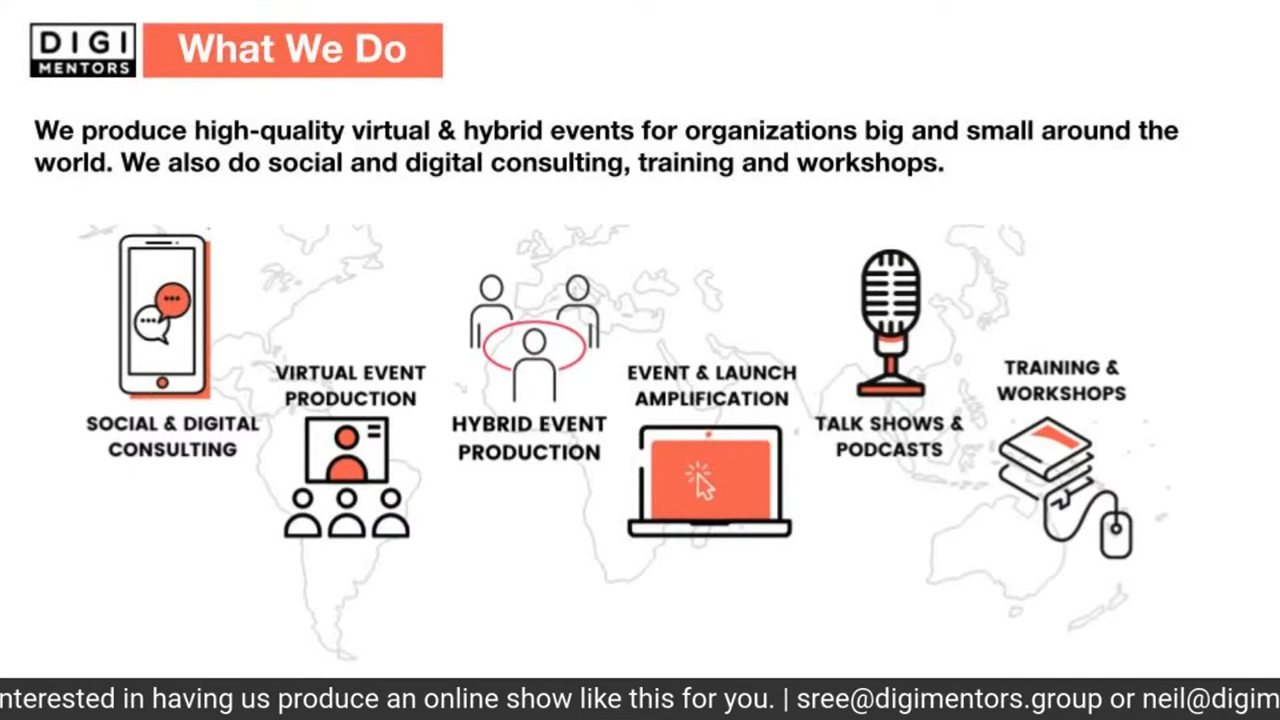 DIGI
MENTORS
What We Do
We produce high-quality virtual & hybrid events for organizations big and small around the
world. We also do social and digital consulting, training and workshops.
SOCIAL & DIGITAL
CONSULTING
VIRTUAL EVENT
PRODUCTION
HYBRID EVENT
PRODUCTION
EVENT & LAUNCH
AMPLIFICATION
TALK SHOWS &
PODCASTS
TRAINING &
WORKSHOPS
nterested in having us produce an online show like this for you. | sree@digimentors.group or neil@digim